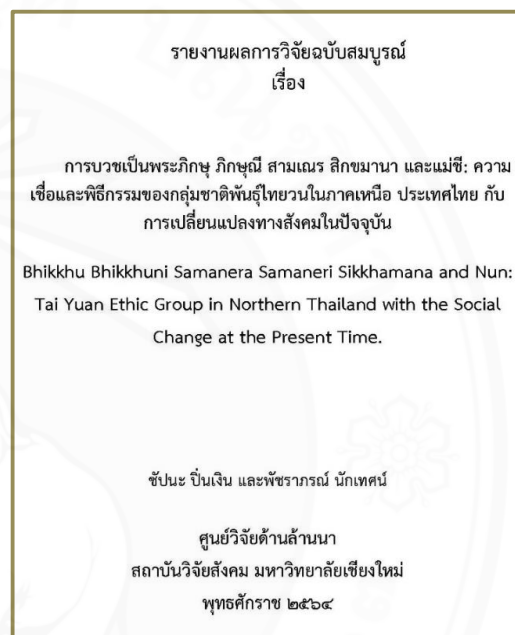 รายงานผลการวิจัยฉบับสมบูรณ์
เรื่อง
การบวชเป็นพระภิกษุ ภิกษุณี สามเณร สิกขมานา และแม่ชี: ความ
เชื่อและพิธีกรรมของกลุ่มชาติพันธุ์ไทยวนในภาคเหนือ ประเทศไทย กับ
การเปลี่ยนแปลงทางสังคมในปัจจุบัน
Bhikkhu Bhikkhuni Samanera Samaneri Sikkhamana and Nun:
Tai Yuan Ethic Group in Northern Thailand with the Social
Change at the Present Time.
ชัปนะ ปิ่นเงิน และพัชราภรณ์ นักเทศน์
ศูนย์วิจัยด้านล้านนา
สถาบันวิจัยสังคม มหาวิทยาลัยเชียงใหม่
พุทธศักราช ๒๕๖๔